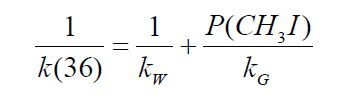 1/k(36) = 1/k_W + P(CH_3I)/k_G